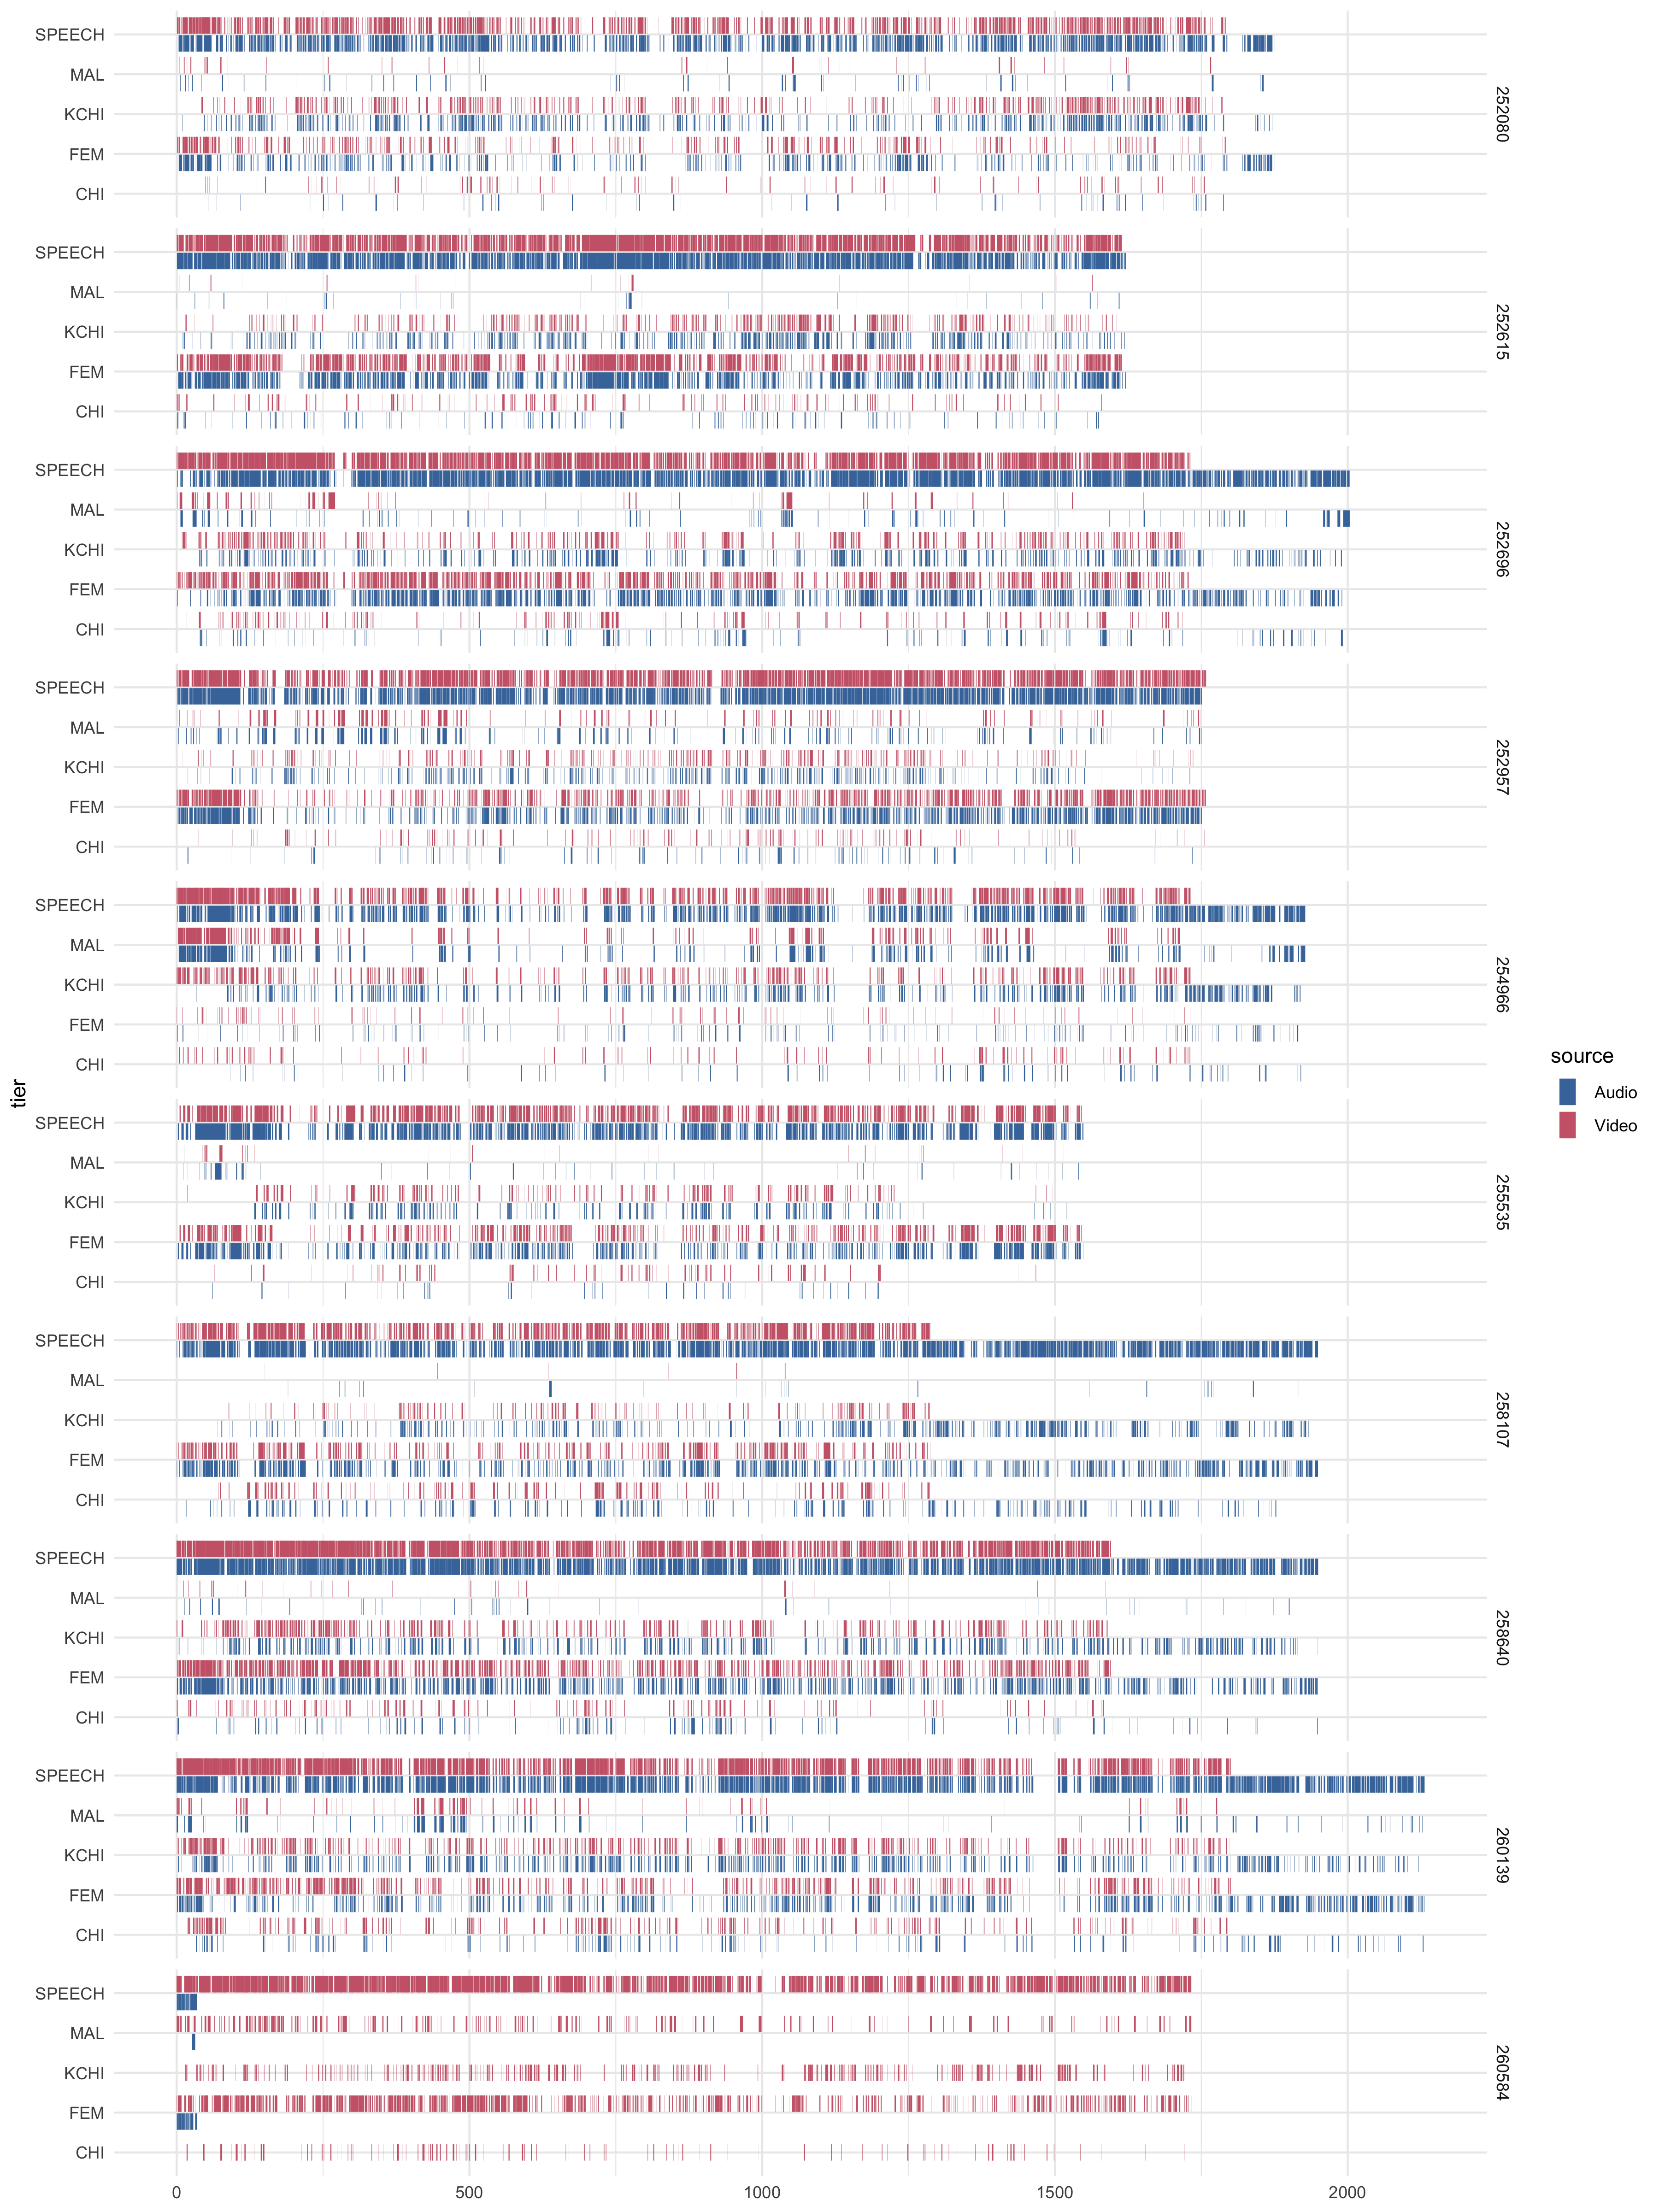 SPEECH
MAL
KCHI
FEM
CHI
252080
SPEECH
MAL
KCHI
FEM
CHI
252615
SPEECH
MAL
KCHI
FEM
CHI
252696
SPEECH
MAL
KCHI
FEM
CHI
252957
SPEECH
MAL
KCHI
FEM
CHI
254966
SPEECH
MAL
KCHI
FEM
CHI
255535
SPEECH
MAL
KCHI
FEM
CHI
258107
SPEECH
MAL
KCHI
FEM
CHI
258640
SPEECH
MAL
KCHI
FEM
CHI
260139
SPEECH
MAL
KCHI
FEM
CHI
260584
0 500 1000 1500 2000
tier
source
Audio
Video